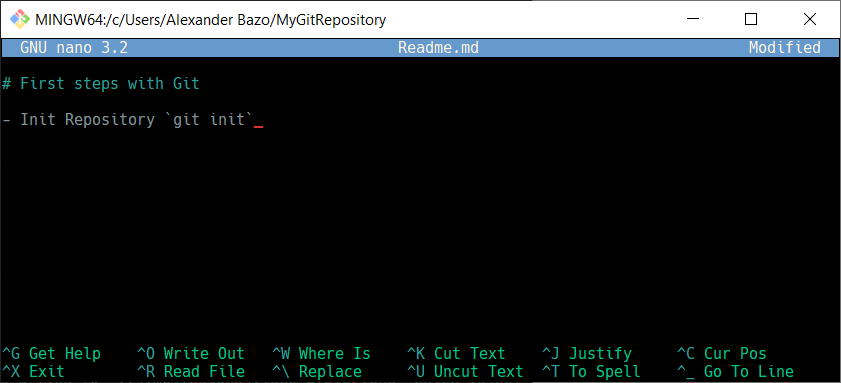 MINGW64:/c/Users/Alexander Bazo/MyGitRepository
GNU nano 3.2 Readme.md Modified
# First steps with Git
- Init Repository `git init`
^G Get Help ^O Write Out ^W Where Is ^K Cut Text ^J Justify ^C Cur Pos
^X Exit ^R Read File ^\ Replace ^U Uncut Text ^T To Spell ^_ Go To Line